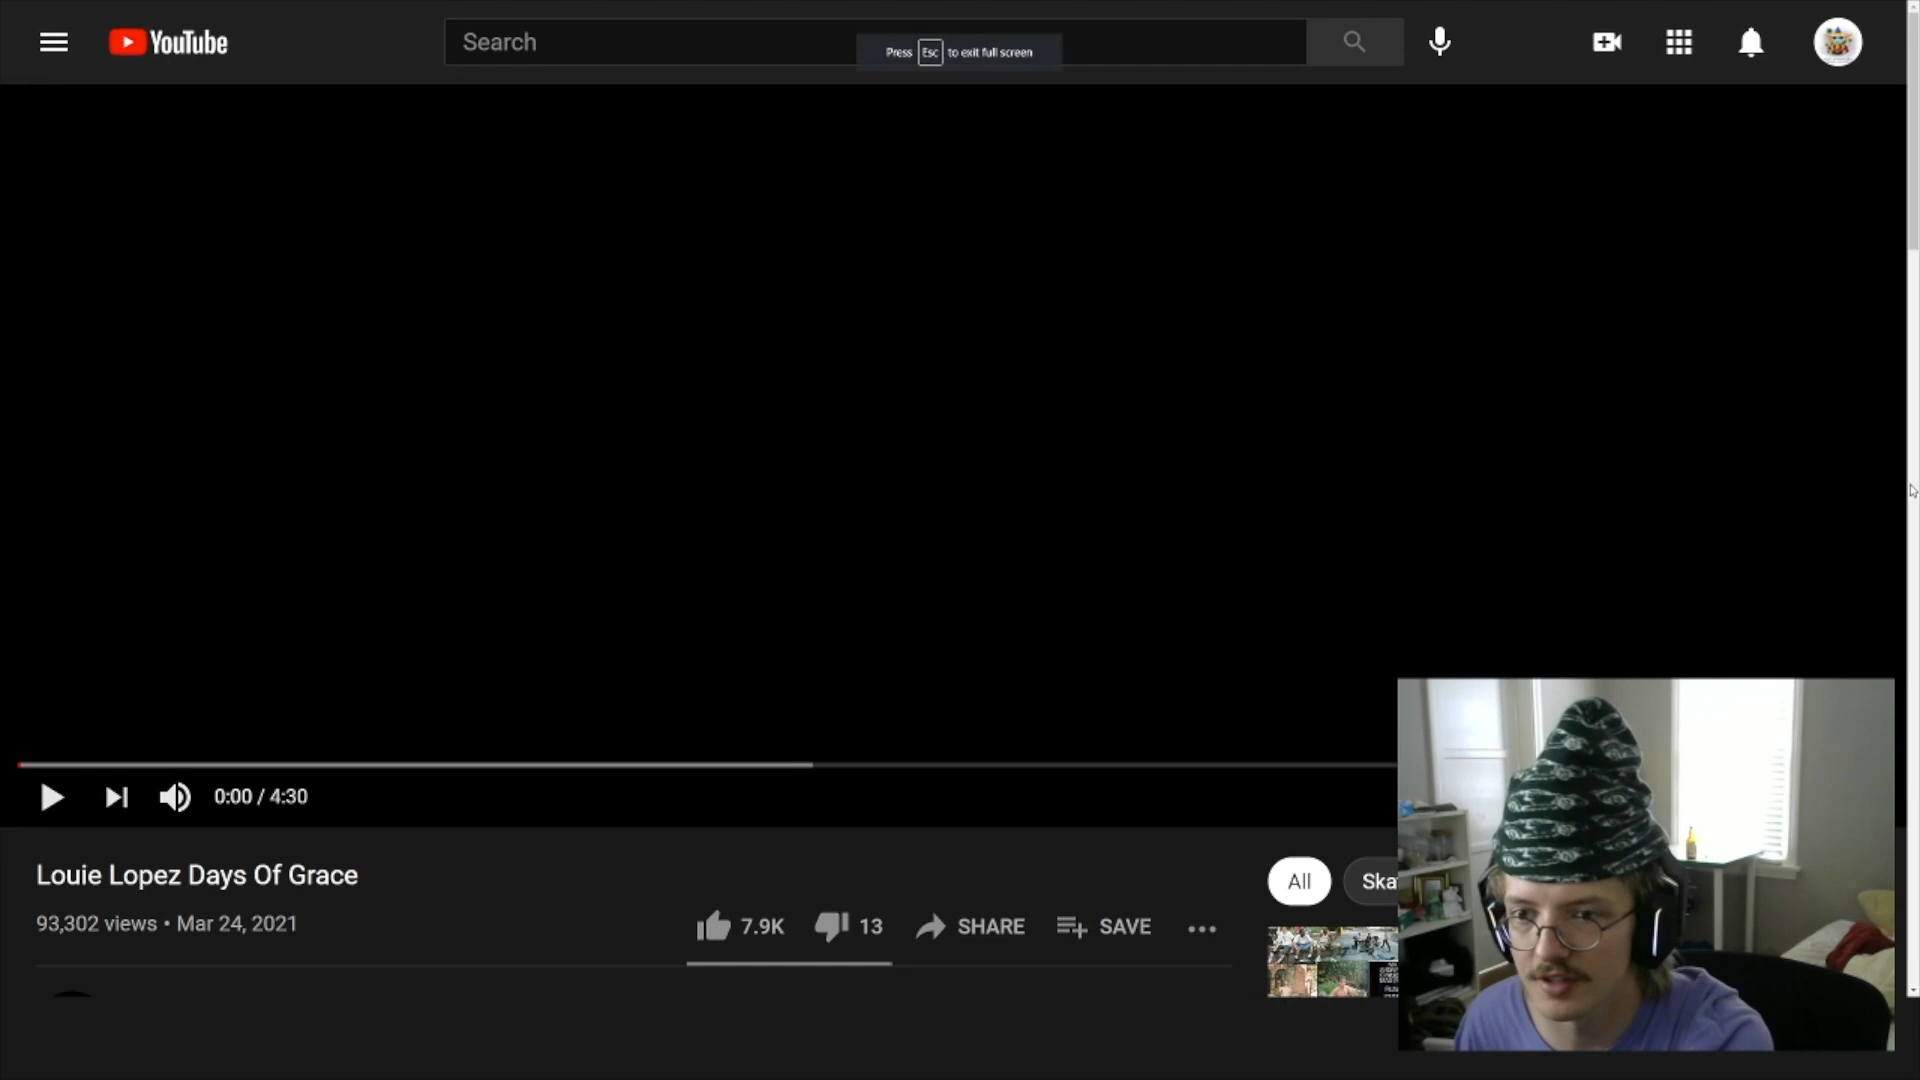 YouTube
Search
Press Esc to exit full screen
0:00 / 4:30
Louie Lopez Days Of Grace
93,302 views • Mar 24, 2021
7.9K
13
SHARE
SAVE
All
Ska